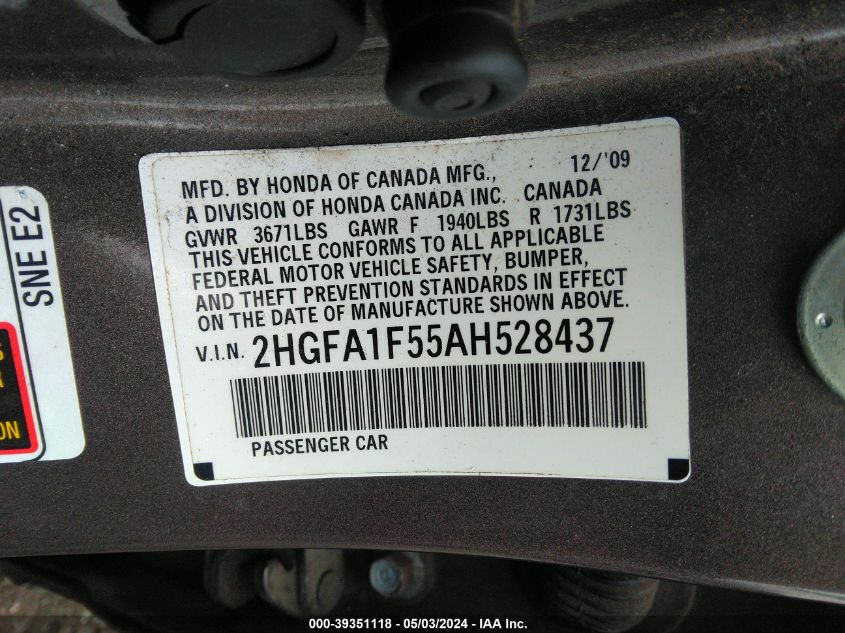 MFD. BY HONDA OF CANADA MFG., 12/'09
A DIVISION OF HONDA CANADA INC. CANADA
GVWR 3671LBS GAWR F 1940LBS R 1731LBS
THIS VEHICLE CONFORMS TO ALL APPLICABLE
FEDERAL MOTOR VEHICLE SAFETY, BUMPER,
AND THEFT PREVENTION STANDARDS IN EFFECT
ON THE DATE OF MANUFACTURE SHOWN ABOVE.
V.I.N. 2HGFA1F55AH528437
PASSENGER CAR
SNE E2
ON
000-39351118 - 05/03/2024 - IAA Inc.